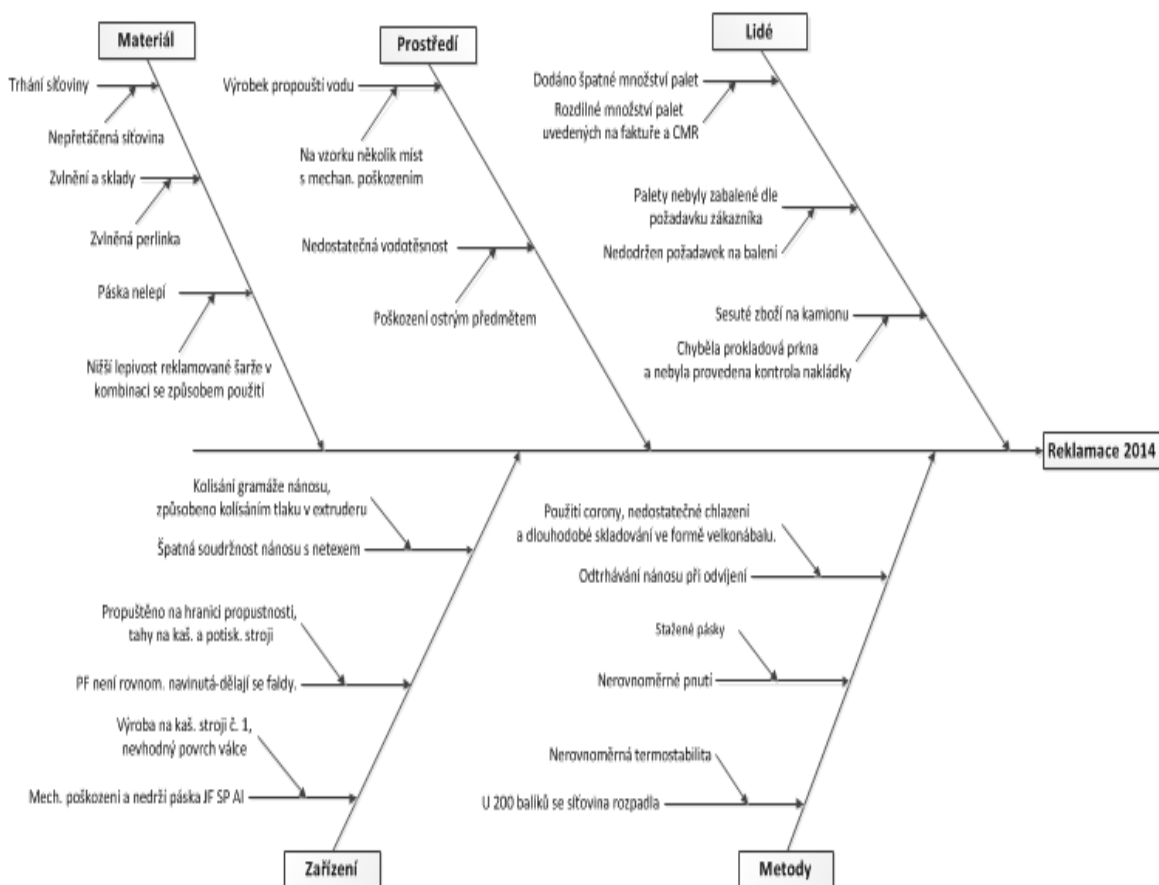 Materiál
Prostředí
Lidé
Trhání síťoviny
Nepřetáčená síťovina
Zvlnění a sklady
Zvlněná perlinka
Páska nelepí
Nižší lepivost reklamované šarže v
kombinaci se způsobem použití
Výrobek propouští vodu
Na vzorku několik míst
s mechan. poškozením
Nedostatečná vodotěsnost
Poškození ostrým předmětem
Dodáno špatné množství palet
Rozdílné množství palet
uvedených na faktuře a CMR
Palety nebyly zabalené dle
požadavku zákazníka
Nedodržen požadavek na balení
Sesuté zboží na kamionu
Chyběla prokladová prkna
a nebyla provedena kontrola nakládky
Reklamace 2014
Kolísání gramáže nánosu,
způsobeno kolísáním tlaku v extruderu
Špatná soudržnost nánosu s netexem
Propuštěno na hranici propustnosti,
tahy na kaš. a potisk. stroji
PF není rovnom. navinutá-dělají se faldy.
Výroba na kaš. stroji č. 1,
nevhodný povrch válce
Mech. poškození a nedrží páska JF SP Al
Použití corony, nedostatečné chlazení
a dlouhodobé skladování ve formě velkonábalu.
Odtrhávání nánosu při odvíjení
Stažené pásky
Nerovnoměrné pnutí
Nerovnoměrná termostabilita
U 200 balíků se síťovina rozpadla
Zařízení
Metody